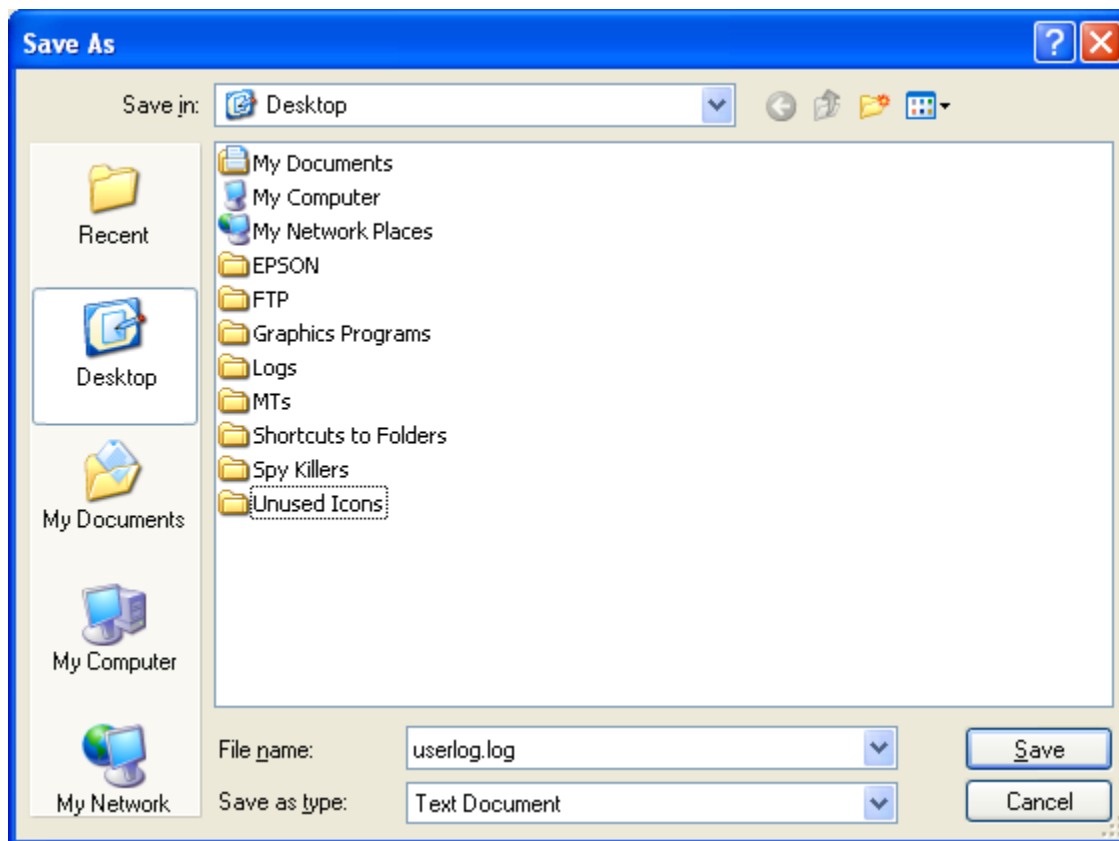 Save As
Save in: Desktop
Recent
Desktop
My Documents
My Computer
My Network
My Documents
My Computer
My Network Places
EPSON
FTP
Graphics Programs
Logs
MTs
Shortcuts to Folders
Spy Killers
Unused Icons
File name: userlog.log Save
Save as type: Text Document Cancel